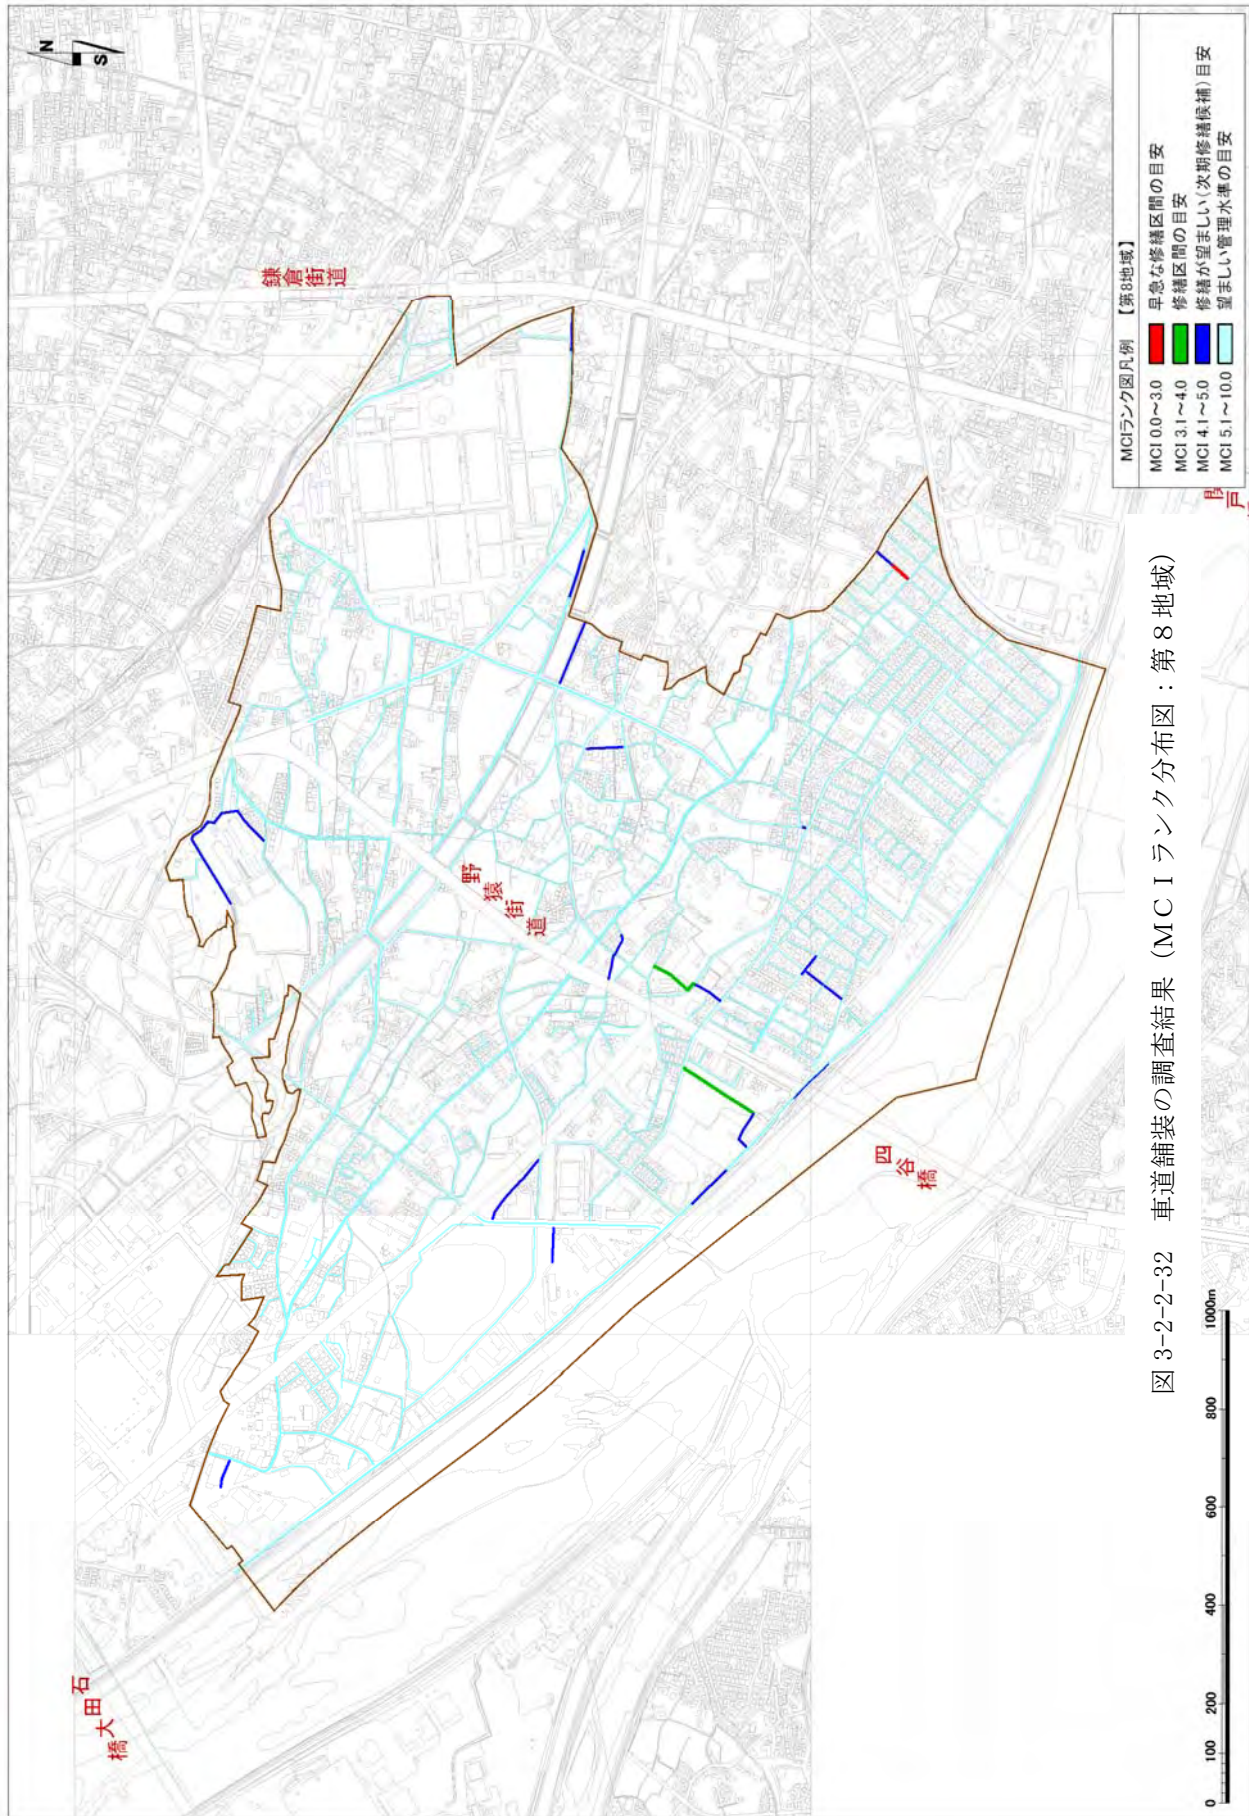 N
S
鎌倉街道
野猿街道
四谷橋
石田大橋
関戸
MCIランク図凡例 【第8地域】
MCI 0.0～3.0 早急な修繕区間の目安
MCI 3.1～4.0 修繕区間の目安
MCI 4.1～5.0 修繕が望ましい(次期修繕候補)目安
MCI 5.1～10.0 望ましい管理水準の目安
図 3-2-2-32 車道舗装の調査結果（ＭＣＩランク分布図：第８地域）
0 100 200 400 600 800 1000m